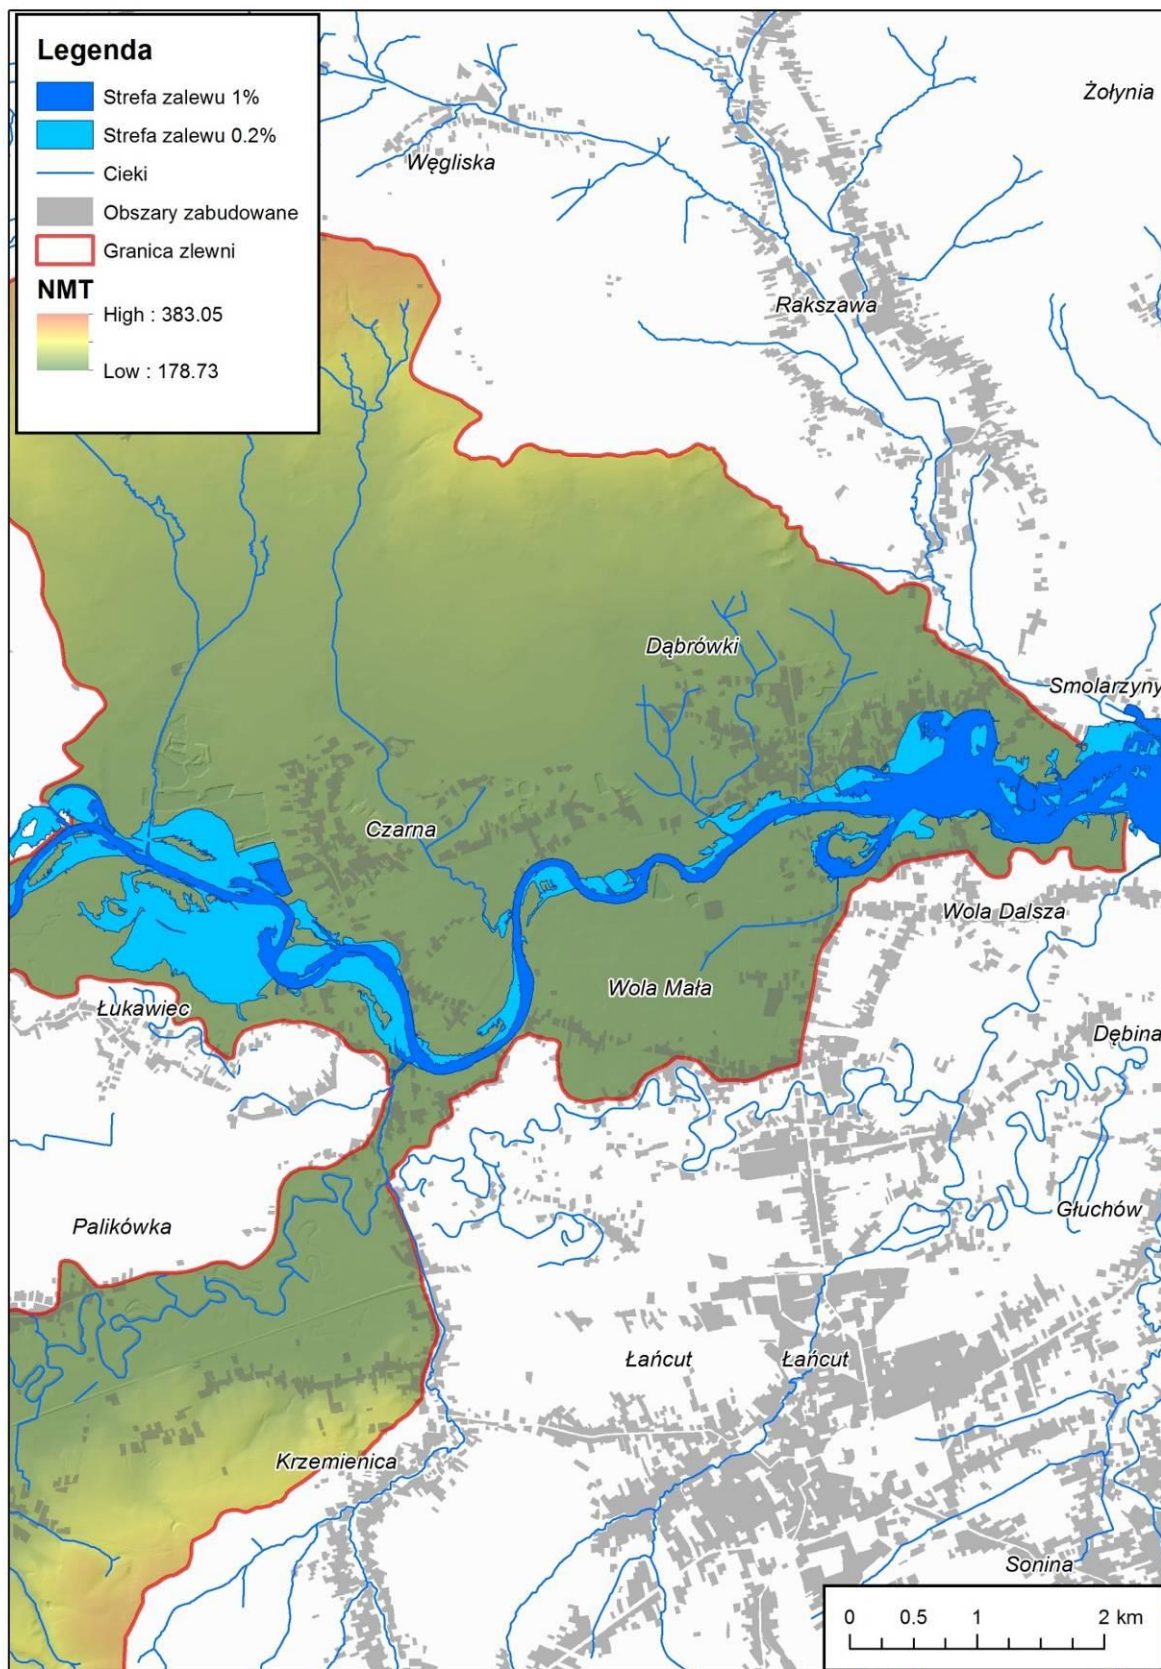 Legenda
Strefa zalewu 1%
Strefa zalewu 0.2%
Cieki
Obszary zabudowane
Granica zlewni
NMT
High : 383.05
Low : 178.73
Żołynia
Węgliska
Rakszawa
Dąbrówki
Smolarzyny
Czarna
Wola Dalsza
Wola Mała
Łukawiec
Dębina
Palikówka
Głuchów
Łańcut
Łańcut
Krzemienica
Sonina
0 0.5 1 2 km